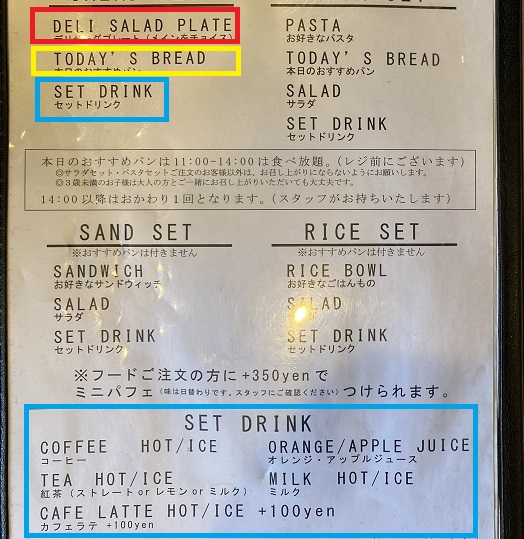 DELI SALAD PLATE
デリサラダプレート(メインをチョイス)
TODAY'S BREAD
本日のおすすめパン
SET DRINK
セットドリンク
PASTA
お好きなパスタ
TODAY'S BREAD
本日のおすすめパン
SALAD
サラダ
SET DRINK
セットドリンク
本日のおすすめパンは11:00-14:00は食べ放題。(レジ前にございます)
◎サラダセット・パスタセットご注文のお客様以外は、お召し上がりにならないようにお願いします。
◎3歳未満のお子様は大人の方とご一緒にお召し上がりいただいても大丈夫です。
14:00以降はおかわり1回となります。(スタッフがお持ちいたします)
SAND SET
※おすすめパンは付きません
SANDWICH
お好きなサンドウィッチ
SALAD
サラダ
SET DRINK
セットドリンク
RICE SET
※おすすめパンは付きません
RICE BOWL
お好きなごはんもの
SALAD
サラダ
SET DRINK
セットドリンク
※フードご注文の方に+350yenで
ミニパフェ(味は日替わりです。スタッフにご確認ください)つけられます。
SET DRINK
COFFEE HOT/ICE
コーヒー
ORANGE/APPLE JUICE
オレンジ・アップルジュース
TEA HOT/ICE
紅茶(ストレートorレモンorミルク)
MILK HOT/ICE
ミルク
CAFE LATTE HOT/ICE +100yen
カフェラテ +100yen